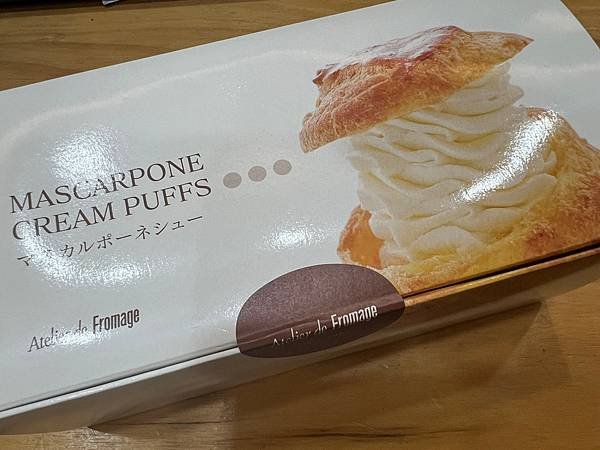 MASCARPONE
CREAM PUFFS
マスカルポーネシュー
Atelier de Fromage
Atelier de Fromage